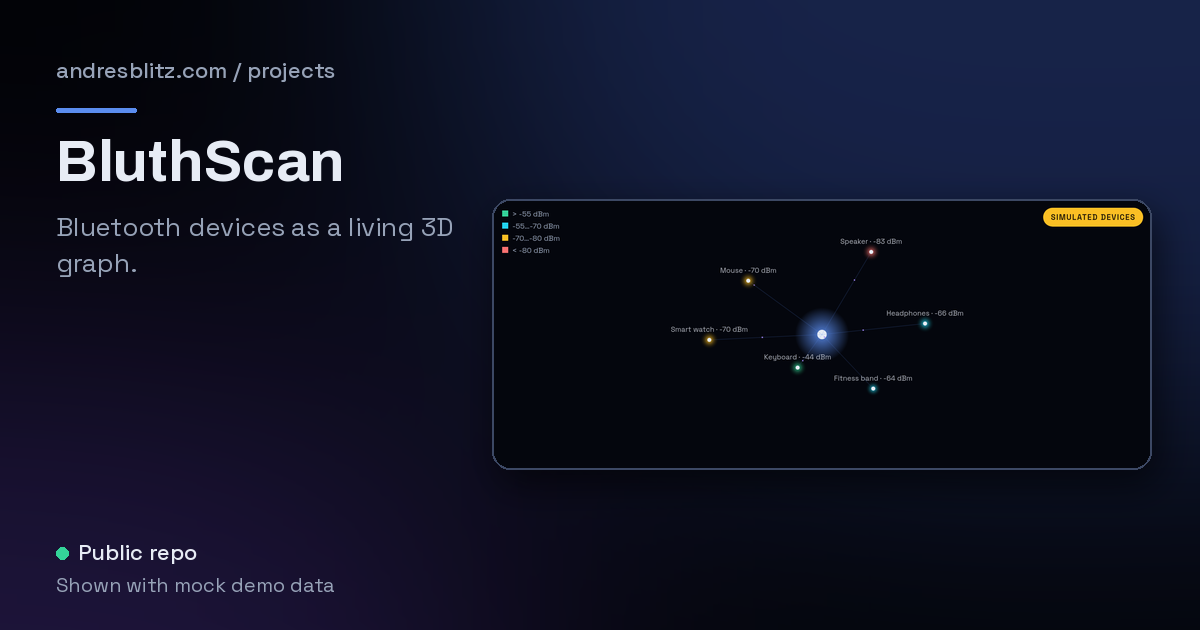 andresblitz.com / projects
BluthScan
Bluetooth devices as a living 3D
graph.
> -55 dBm
-55…-70 dBm
-70…-80 dBm
< -80 dBm
SIMULATED DEVICES
Speaker · -83 dBm
Mouse · -70 dBm
Headphones · -66 dBm
Smart watch · -70 dBm
Keyboard · -44 dBm
Fitness band · -64 dBm
Public repo
Shown with mock demo data